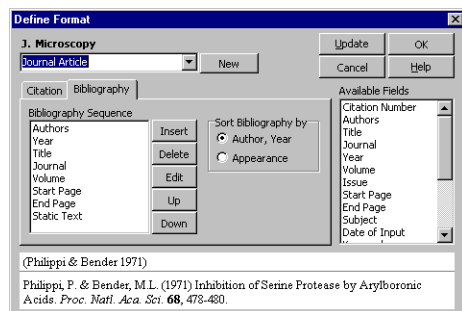 Define Format
J. Microscopy
Journal Article
New
Update
OK
Cancel
Help
Citation
Bibliography
Bibliography Sequence
Authors
Year
Title
Journal
Volume
Start Page
End Page
Static Text
Insert
Delete
Edit
Up
Down
Sort Bibliography by
Author, Year
Appearance
Available Fields
Citation Number
Authors
Title
Journal
Year
Volume
Issue
Start Page
End Page
Subject
Date of Input
(Philippi & Bender 1971)
Philippi, P. & Bender, M.L. (1971) Inhibition of Serine Protease by Arylboronic
Acids. Proc. Natl. Aca. Sci. 68, 478-480.